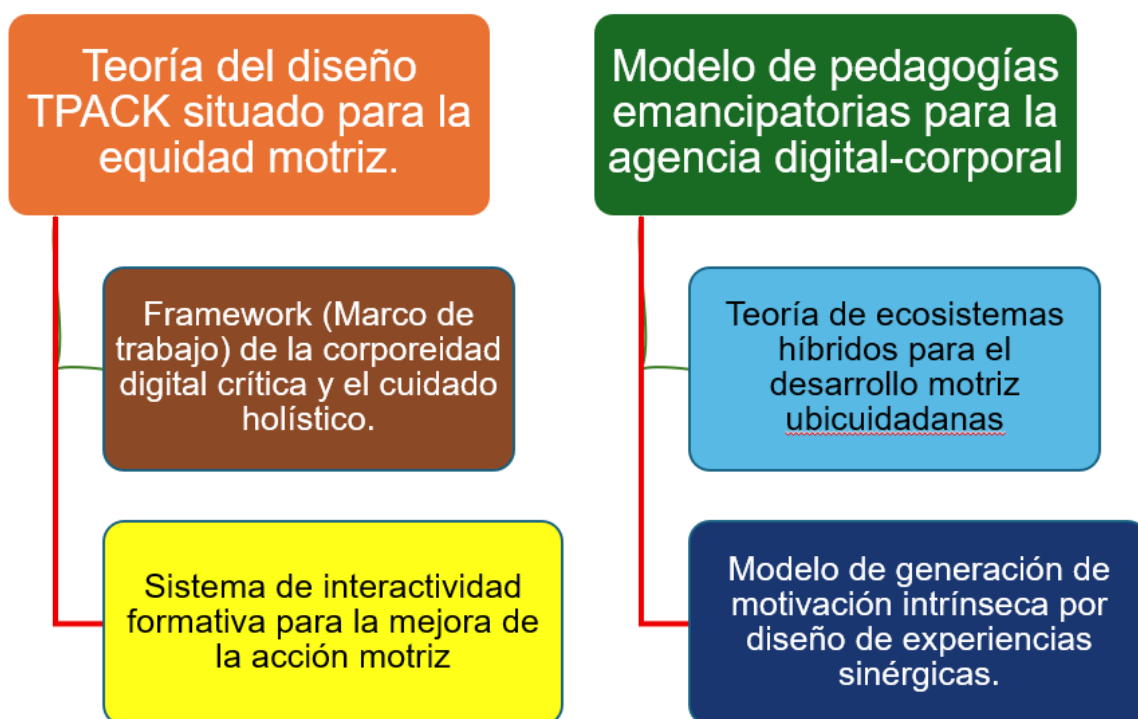 Teoría del diseño
TPACK situado para la
equidad motriz.
Framework (Marco de
trabajo) de la corporeidad
digital crítica y el cuidado
holístico.
Sistema de interactividad
formativa para la mejora de
la acción motriz
Modelo de pedagogías
emancipatorias para la
agencia digital-corporal
Teoría de ecosistemas
híbridos para el
desarrollo motriz
ubicuidadanas
Modelo de generación de
motivación intrínseca por
diseño de experiencias
sinérgicas.